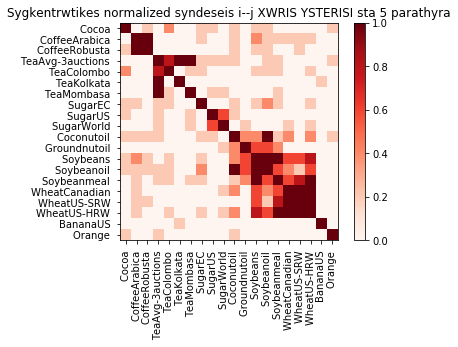 Sygkentrwtikes normalized syndeseis i--j XWRIS YSTERISI sta 5 parathyra
Cocoa
CoffeeArabica
CoffeeRobusta
TeaAvg-3auctions
TeaColombo
TeaKolkata
TeaMombasa
SugarEC
SugarUS
SugarWorld
Coconutoil
Groundnutoil
Soybeans
Soybeanoil
Soybeanmeal
WheatCanadian
WheatUS-SRW
WheatUS-HRW
BananaUS
Orange
Cocoa
CoffeeArabica
CoffeeRobusta
TeaAvg-3auctions
TeaColombo
TeaKolkata
TeaMombasa
SugarEC
SugarUS
SugarWorld
Coconutoil
Groundnutoil
Soybeans
Soybeanoil
Soybeanmeal
WheatCanadian
WheatUS-SRW
WheatUS-HRW
BananaUS
Orange
1.0
0.8
0.6
0.4
0.2
0.0